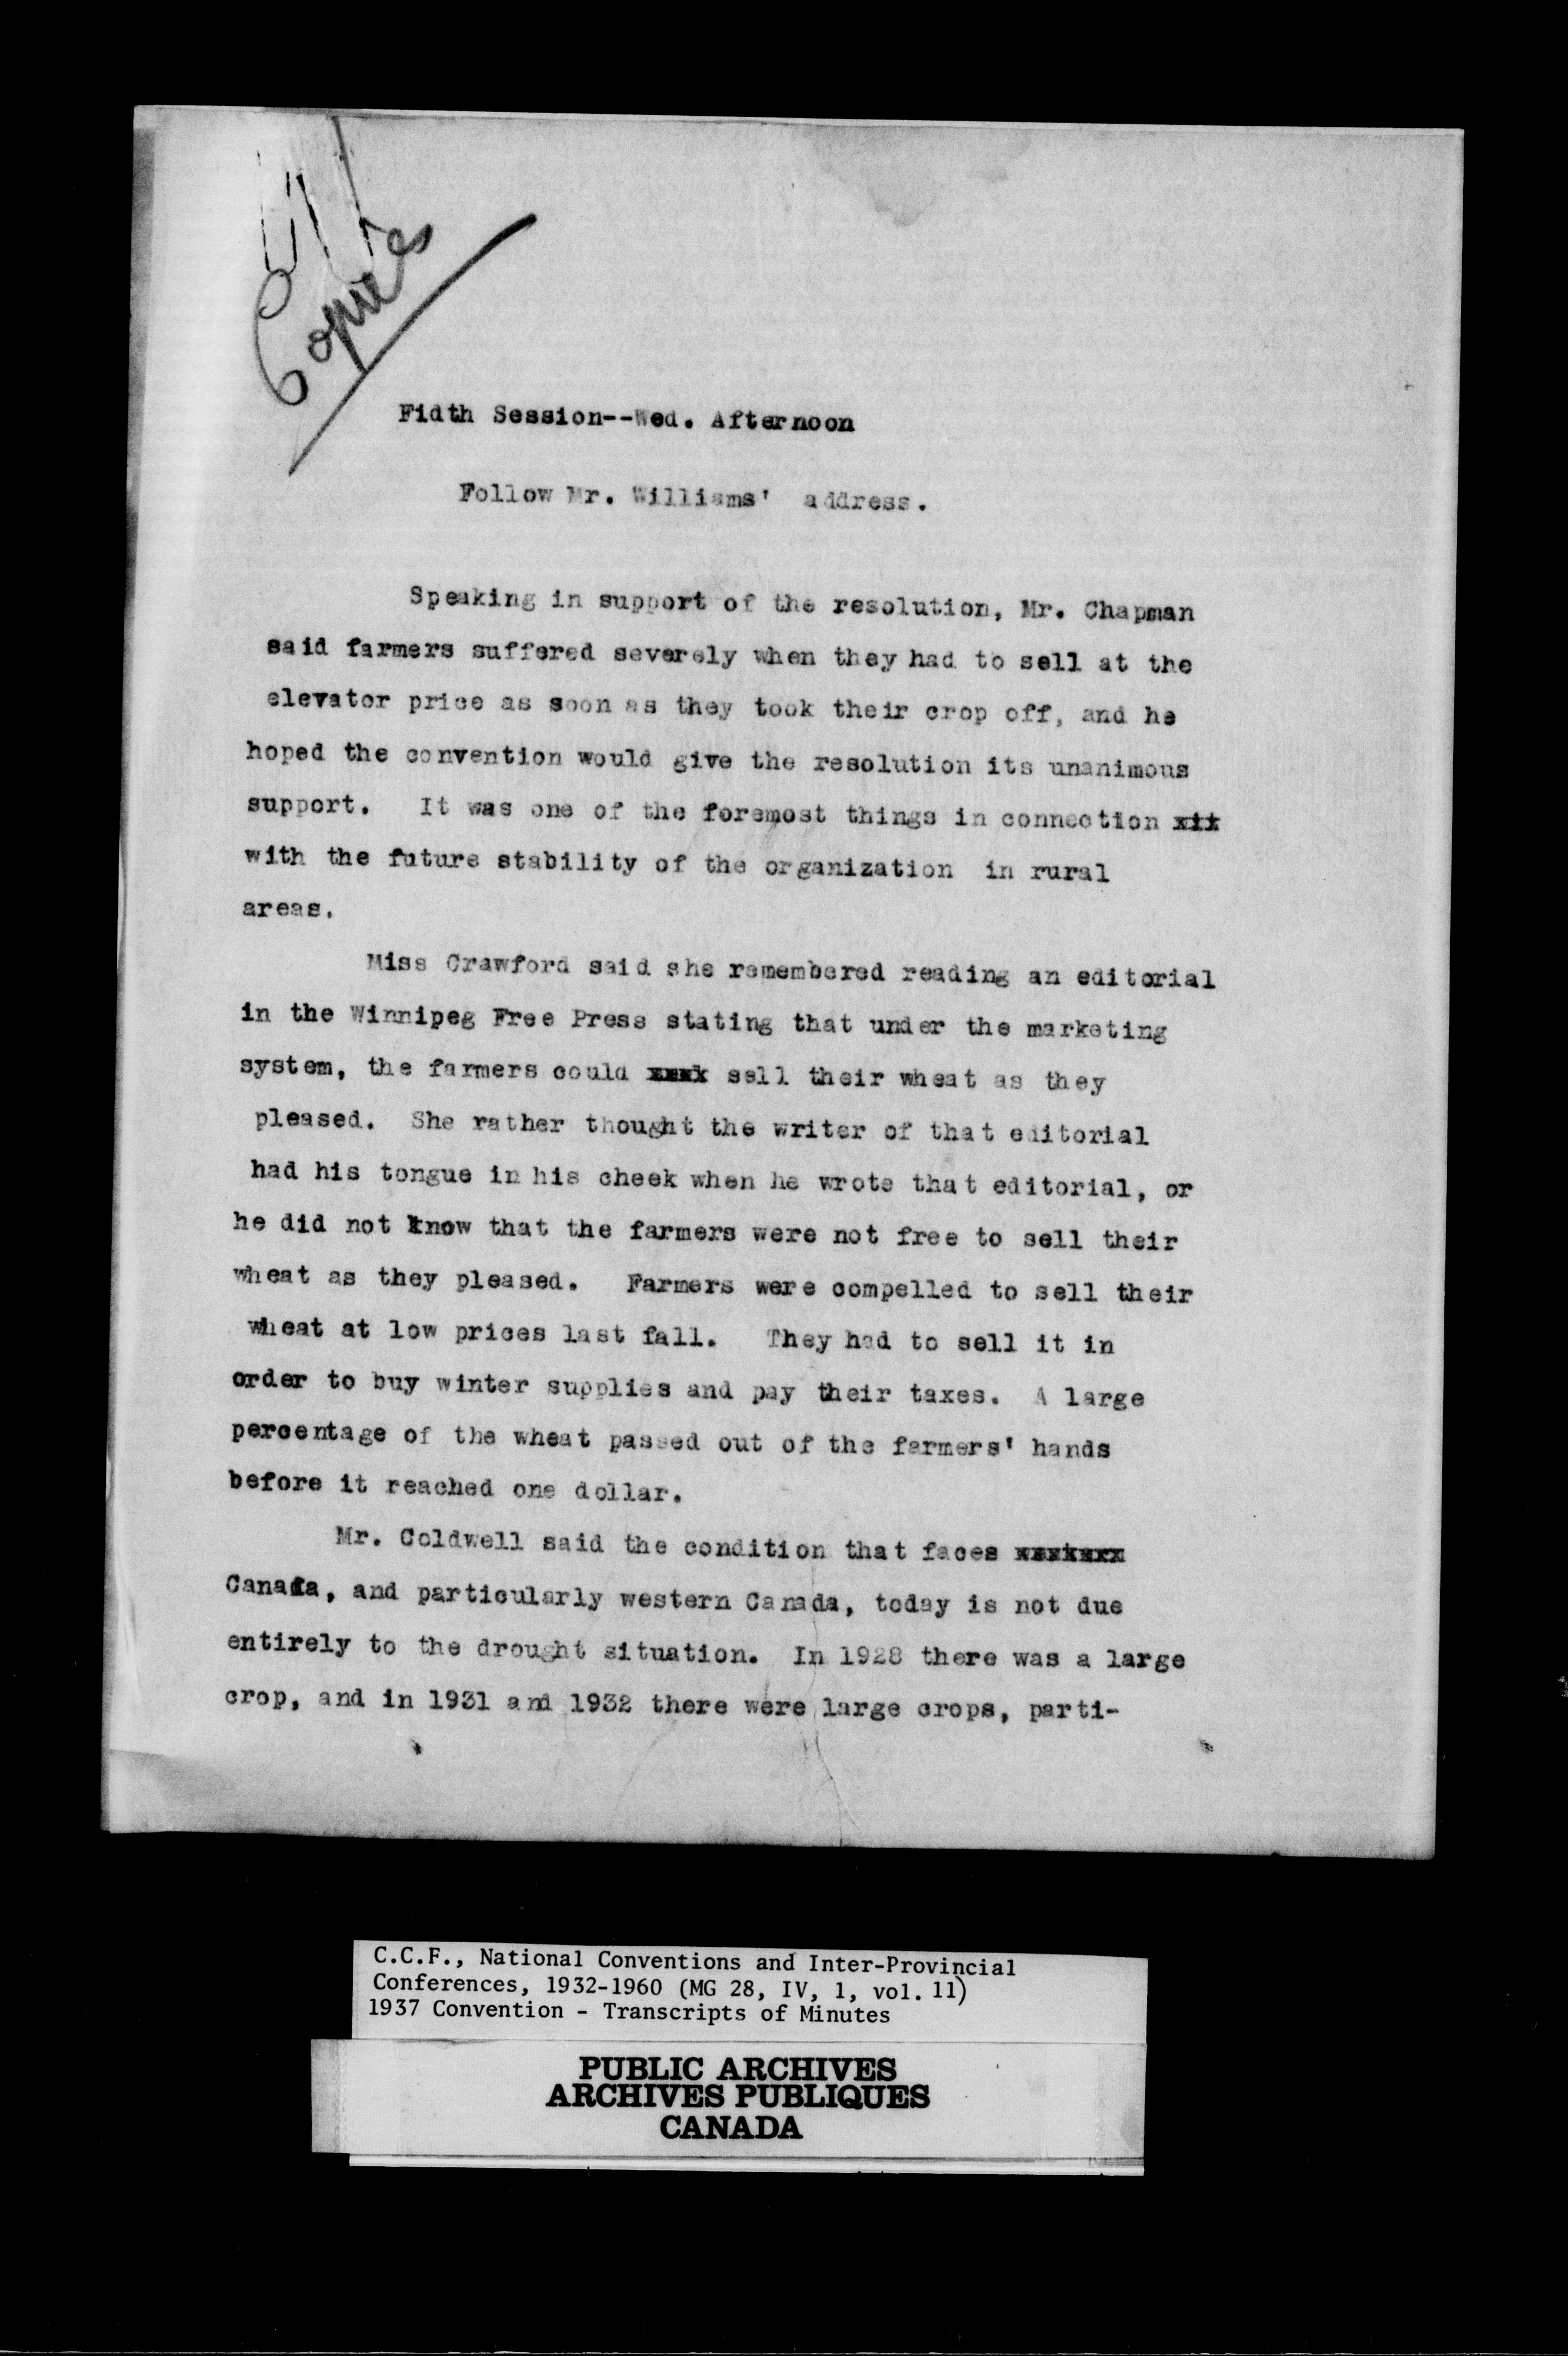 Copies
Fidth Session--Wed. Afternoon
Follow Mr. Williams' address.
Speaking in support of the resolution, Mr. Chapman
said farmers suffered severely when they had to sell at the
elevator price as soon as they took their crop off, and he
hoped the convention would give the resolution its unanimous
support. It was one of the foremost things in connection
with the future stability of the organization in rural
areas.
Miss Crawford said she remembered reading an editorial
in the Winnipeg Free Press stating that under the marketing
system, the farmers could sell their wheat as they
pleased. She rather thought the writer of that editorial
had his tongue in his cheek when he wrote that editorial, or
he did not know that the farmers were not free to sell their
wheat as they pleased. Farmers were compelled to sell their
wheat at low prices last fall. They had to sell it in
order to buy winter supplies and pay their taxes. A large
percentage of the wheat passed out of the farmers' hands
before it reached one dollar.
Mr. Coldwell said the condition that faces
Canada, and particularly western Canada, today is not due
entirely to the drought situation. In 1928 there was a large
crop, and in 1931 and 1932 there were large crops, parti-
C.C.F., National Conventions and Inter-Provincial
Conferences, 1932-1960 (MG 28, IV, 1, vol. 11)
1937 Convention - Transcripts of Minutes
PUBLIC ARCHIVES
ARCHIVES PUBLIQUES
CANADA